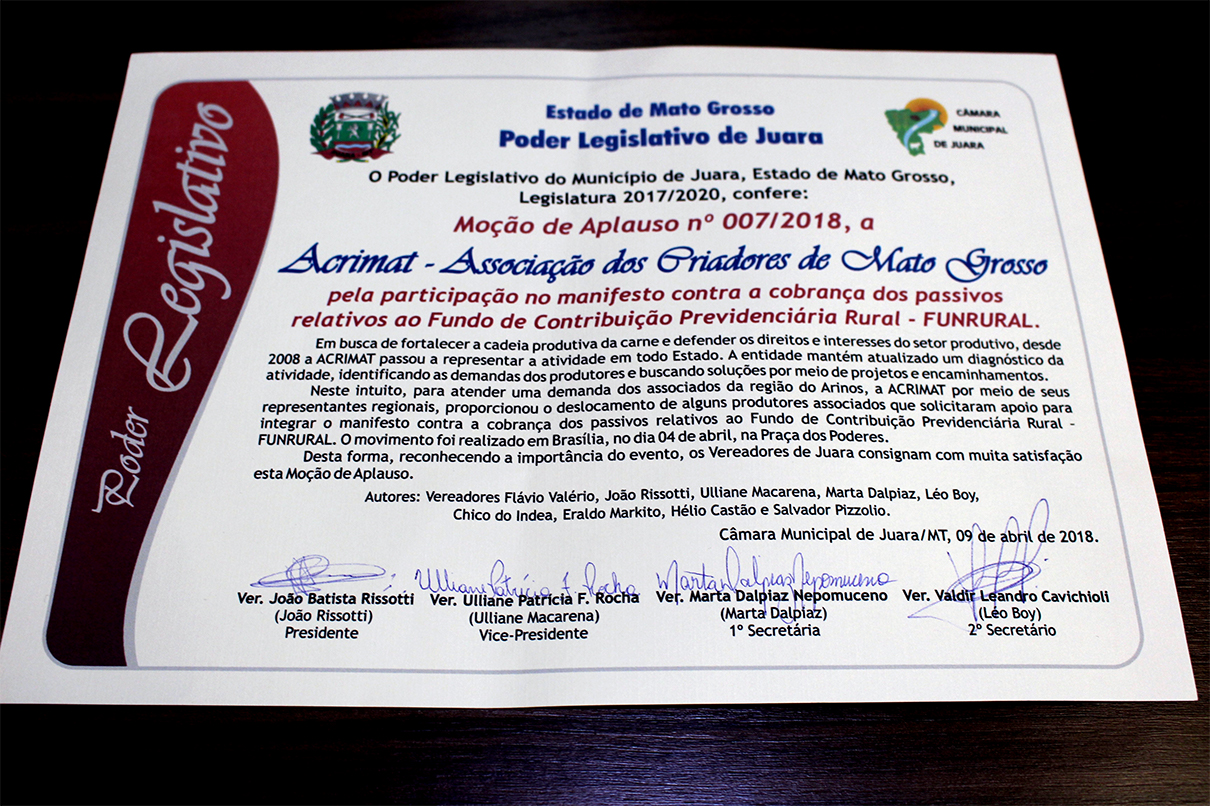 Poder Legislativo
Estado de Mato Grosso
Poder Legislativo de Juara
CÂMARA
MUNICIPAL
DE JUARA
O Poder Legislativo do Município de Juara, Estado de Mato Grosso,
Legislatura 2017/2020, confere:
Moção de Aplauso nº 007/2018, a
Acrimat - Associação dos Criadores de Mato Grosso
pela participação no manifesto contra a cobrança dos passivos
relativos ao Fundo de Contribuição Previdenciária Rural - FUNRURAL.
Em busca de fortalecer a cadeia produtiva da carne e defender os direitos e interesses do setor produtivo, desde
2008 a ACRIMAT passou a representar a atividade em todo Estado. A entidade mantém atualizado um diagnóstico da
atividade, identificando as demandas dos produtores e buscando soluções por meio de projetos e encaminhamentos.
Neste intuito, para atender uma demanda dos associados da região do Arinos, a ACRIMAT por meio de seus
representantes regionais, proporcionou o deslocamento de alguns produtores associados que solicitaram apoio para
integrar o manifesto contra a cobrança dos passivos relativos ao Fundo de Contribuição Previdenciária Rural -
FUNRURAL. O movimento foi realizado em Brasília, no dia 04 de abril, na Praça dos Poderes.
Desta forma, reconhecendo a importância do evento, os Vereadores de Juara consignam com muita satisfação
esta Moção de Aplauso.
Autores: Vereadores Flávio Valério, João Rissotti, Ulliane Macarena, Marta Dalpiaz, Léo Boy,
Chico do Indea, Eraldo Markito, Hélio Castão e Salvador Pizzolio.
Câmara Municipal de Juara/MT, 09 de abril de 2018.
Ulliane Patrícia F. Rocha Marta Dalpiaz Nepomuceno
Ver. João Batista Rissotti Ver. Ulliane Patricia F. Rocha Ver. Marta Dalpiaz Nepomuceno Ver. Valdir Leandro Cavichioli
(João Rissotti) (Ulliane Macarena) (Marta Dalpiaz) (Léo Boy)
Presidente Vice-Presidente 1º Secretária 2º Secretário